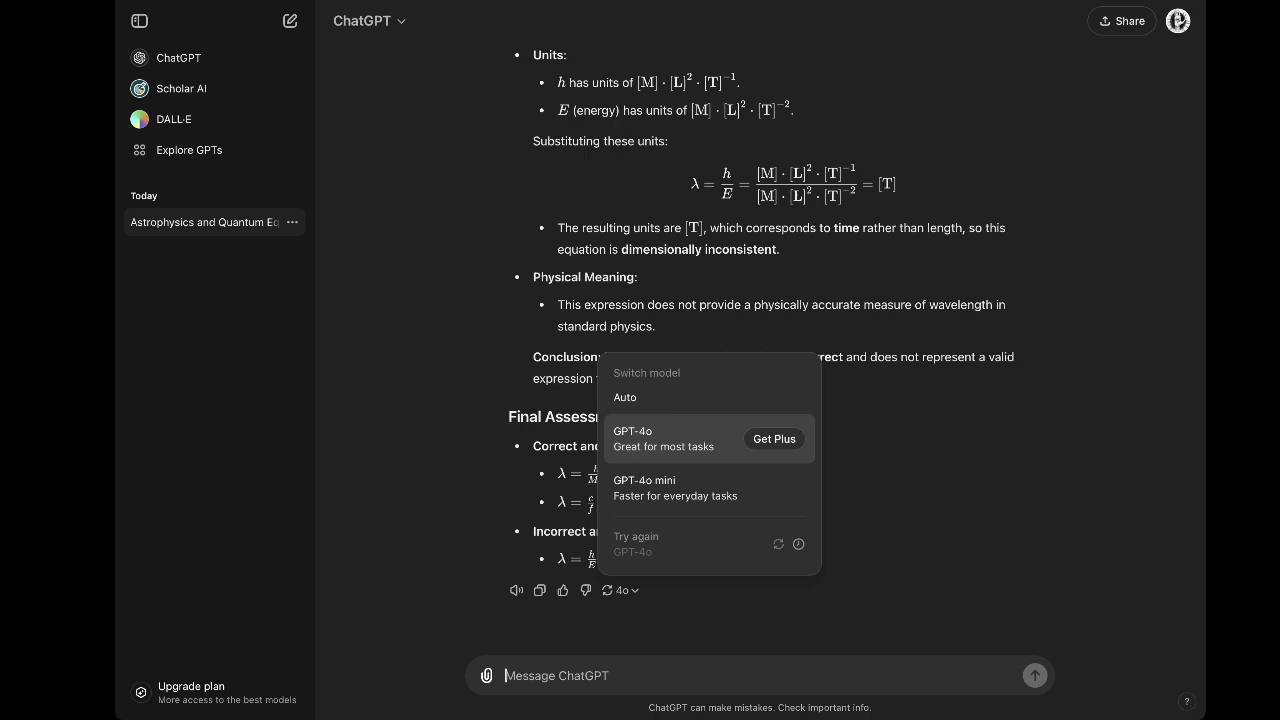 ChatGPT
Share
ChatGPT
Scholar AI
DALL·E
Explore GPTs
Today
Astrophysics and Quantum Eq
Units:
h has units of [M] · [L]² · [T]⁻¹.
E (energy) has units of [M] · [L]² · [T]⁻².
Substituting these units:
λ = h/E = [M] · [L]² · [T]⁻¹ / [M] · [L]² · [T]⁻² = [T]
The resulting units are [T], which corresponds to time rather than length, so this
equation is dimensionally inconsistent.
Physical Meaning:
This expression does not provide a physically accurate measure of wavelength in
standard physics.
Conclusion: rrect and does not represent a valid
expression
Final Assess
Correct and
λ = h/M
λ = c/f
Incorrect a
λ = h/E
Switch model
Auto
GPT-4o
Great for most tasks
Get Plus
GPT-4o mini
Faster for everyday tasks
Try again
GPT-4o
4o
Message ChatGPT
ChatGPT can make mistakes. Check important info.
?
Upgrade plan
More access to the best models